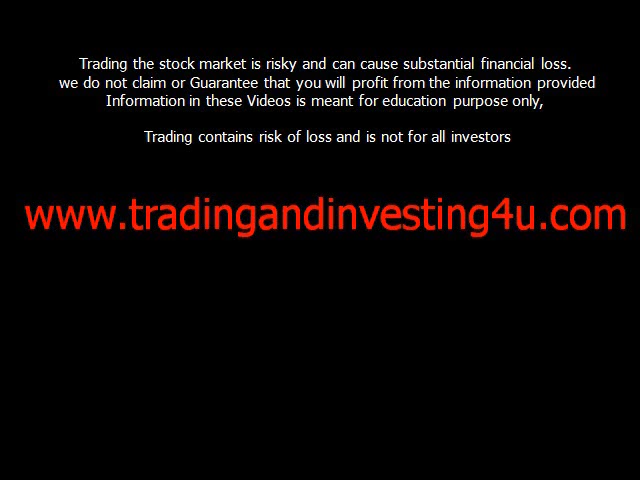 Trading the stock market is risky and can cause substantial financial loss.
we do not claim or Guarantee that you will profit from the information provided
Information in these Videos is meant for education purpose only,
Trading contains risk of loss and is not for all investors
www.tradingandinvesting4u.com